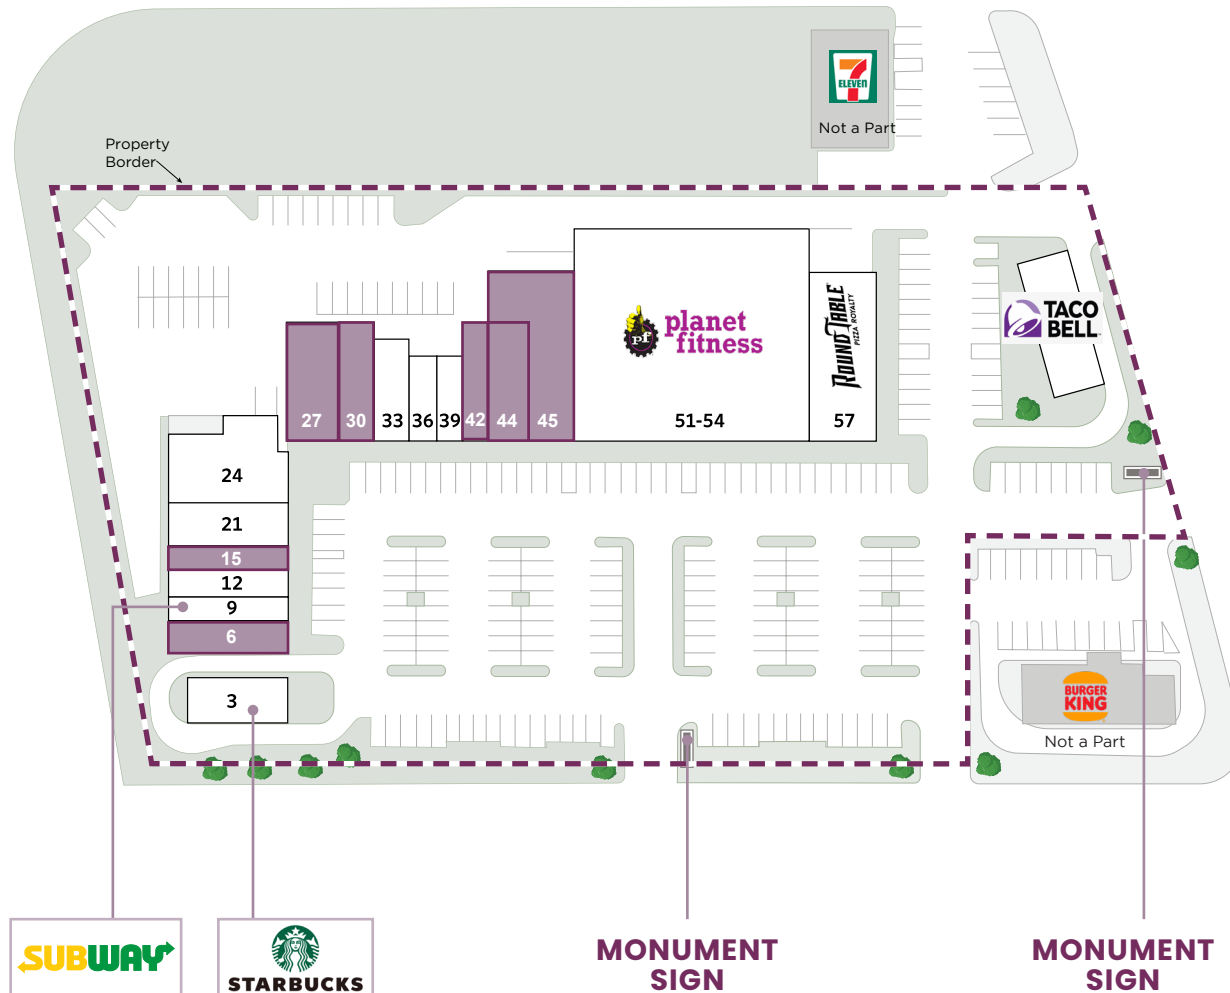 7
ELEVEN
Not a Part
Property
Border
planet
fitness
pf
ROUND TABLE
PIZZA ROYALTY
TACO
BELL
27
30
33
36
39
42
44
45
51-54
57
24
21
15
12
9
6
3
BURGER
KING
Not a Part
SUBWAY
STARBUCKS
MONUMENT
SIGN
MONUMENT
SIGN